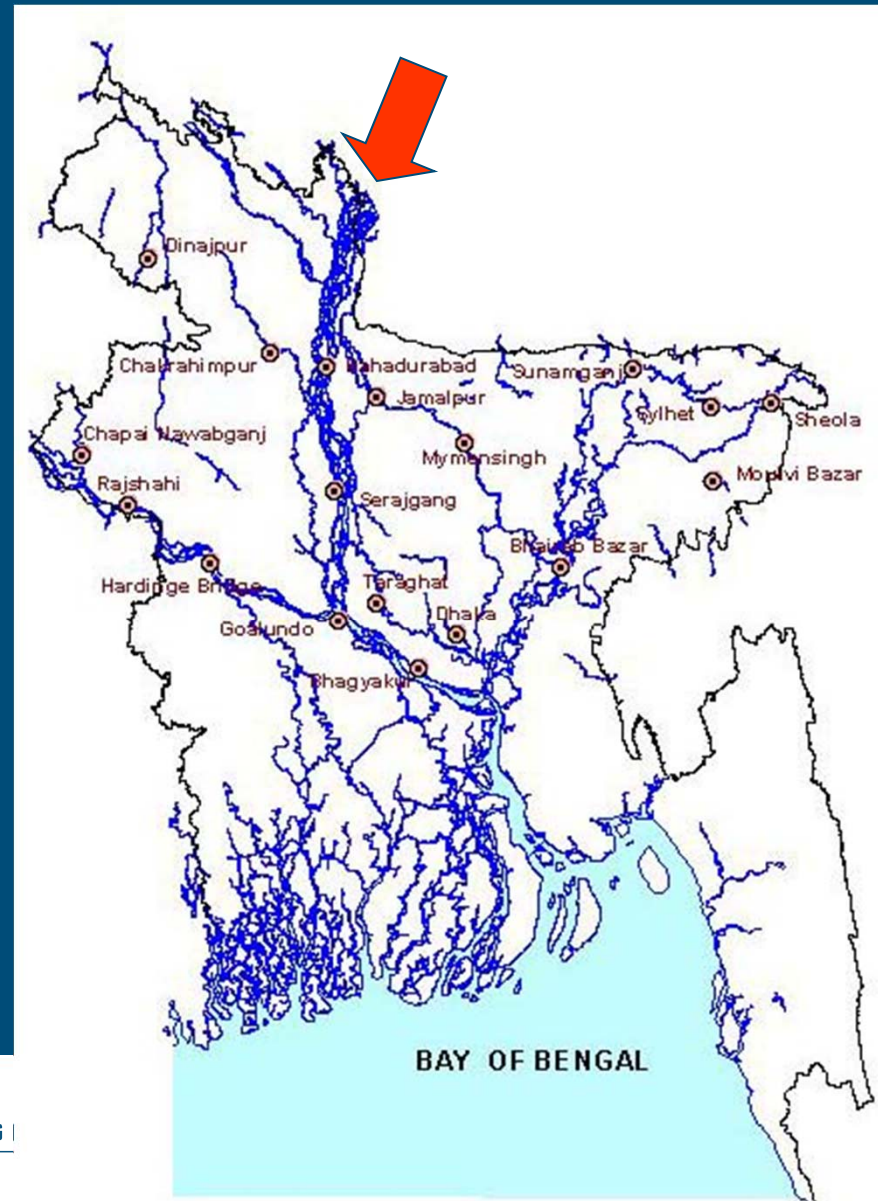 Dinajpur
Chakrahimpur
Bahadurabad
Sunamganj
Jamalpur
Sylhet
Sheola
Chapai Nawabganj
Mymensingh
Moulvi Bazar
Rajshahi
Serajgang
Bhairab Bazar
Hardinge Bridge
Taraghat
Goalundo
Dhaka
Bhagyakul
BAY OF BENGAL